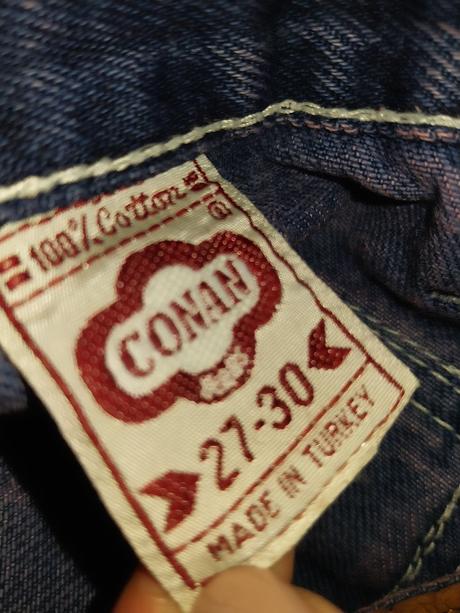 100% Cotton
®
CONAN
27-30
MADE IN TURKEY